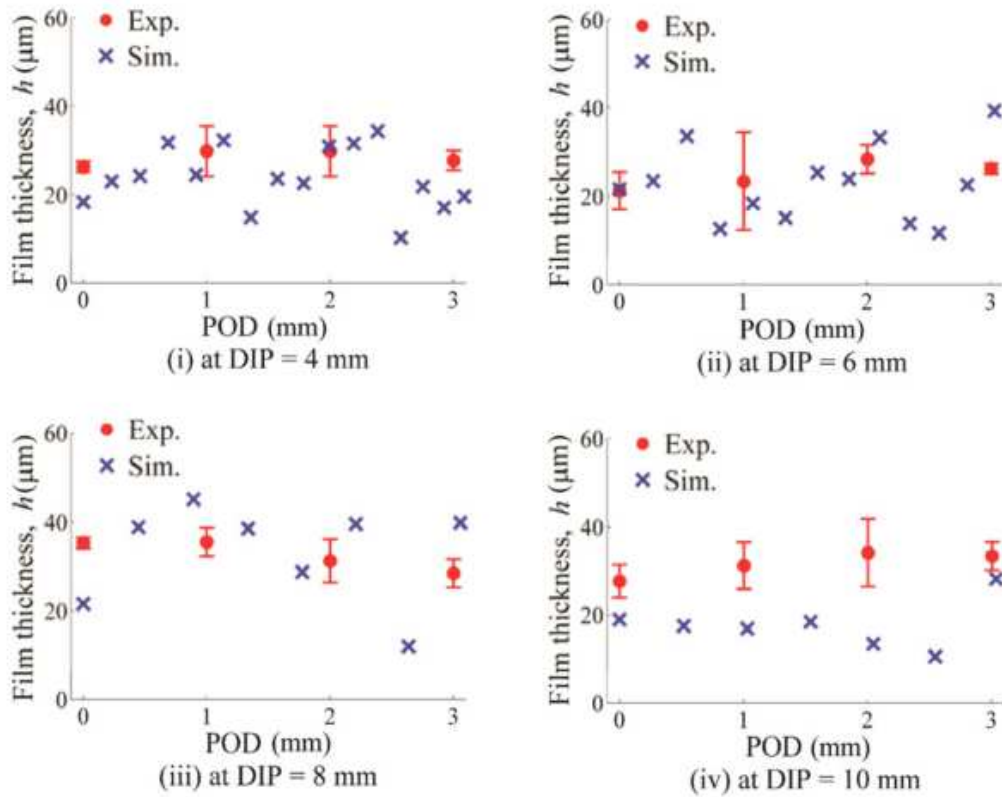 60
40
20
0
Film thickness, h (μm)
Exp.
Sim.
0 1 2 3
POD (mm)
(i) at DIP = 4 mm
60
40
20
0
Film thickness, h (μm)
Exp.
Sim.
0 1 2 3
POD (mm)
(ii) at DIP = 6 mm
60
40
20
0
Film thickness, h (μm)
Exp.
Sim.
0 1 2 3
POD (mm)
(iii) at DIP = 8 mm
60
40
20
0
Film thickness, h (μm)
Exp.
Sim.
0 1 2 3
POD (mm)
(iv) at DIP = 10 mm